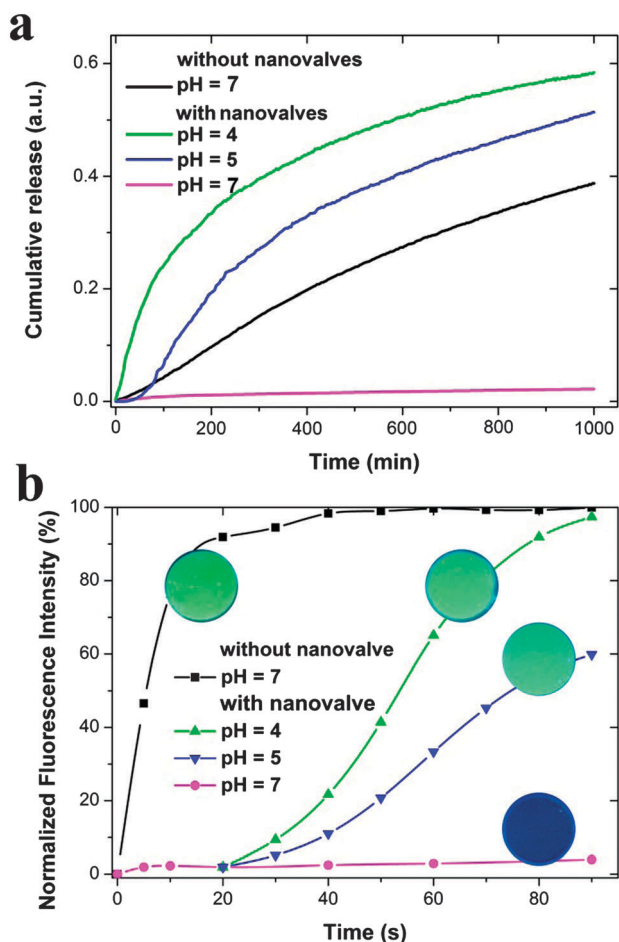 a
Cumulative release (a.u.)
0.6
0.4
0.2
0.0
without nanovalves
pH = 7
with nanovalves
pH = 4
pH = 5
pH = 7
0 200 400 600 800 1000
Time (min)
b
Normalized Fluorescence Intensity (%)
100
80
60
40
20
0
without nanovalve
pH = 7
with nanovalve
pH = 4
pH = 5
pH = 7
0 20 40 60 80
Time (s)